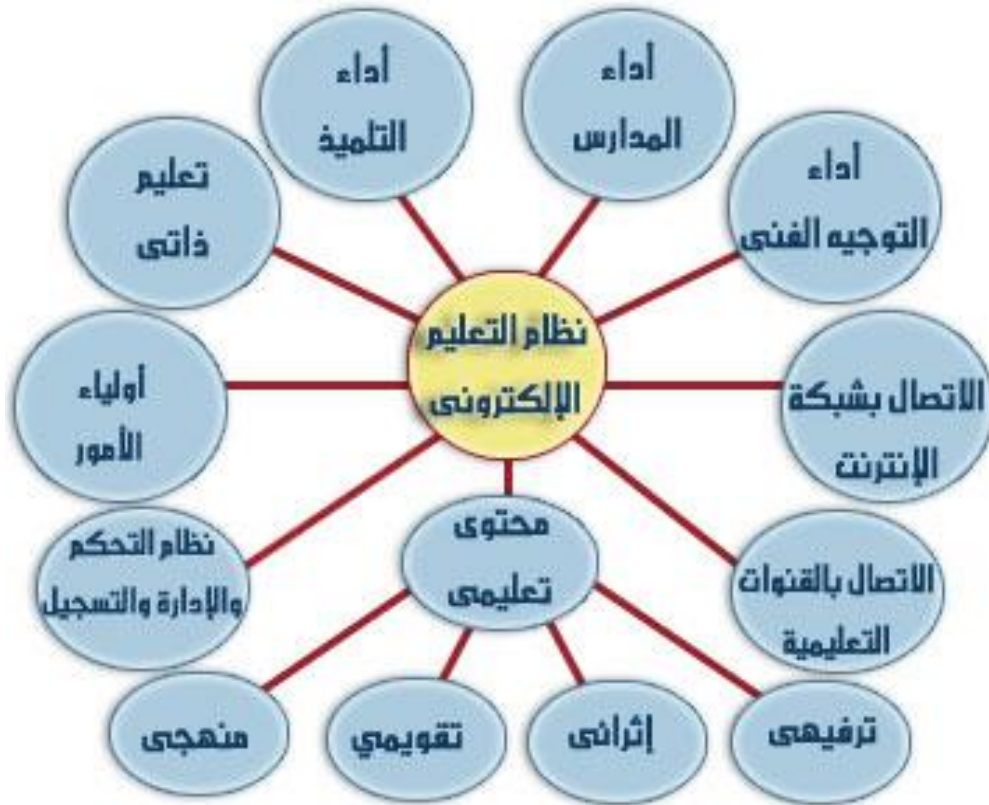 أداء
المدارس
أداء
التلميذ
أداء
التوجيه الفنى
تعليم
ذاتى
نظام التعليم
الإلكترونى
الاتصال بشبكة
الإنترنت
أولياء
الأمور
محتوى
تعليمى
الاتصال بالقنوات
التعليمية
نظام التحكم
والإدارة والتسجيل
ترفيهى
إثرائى
تقويمي
منهجى